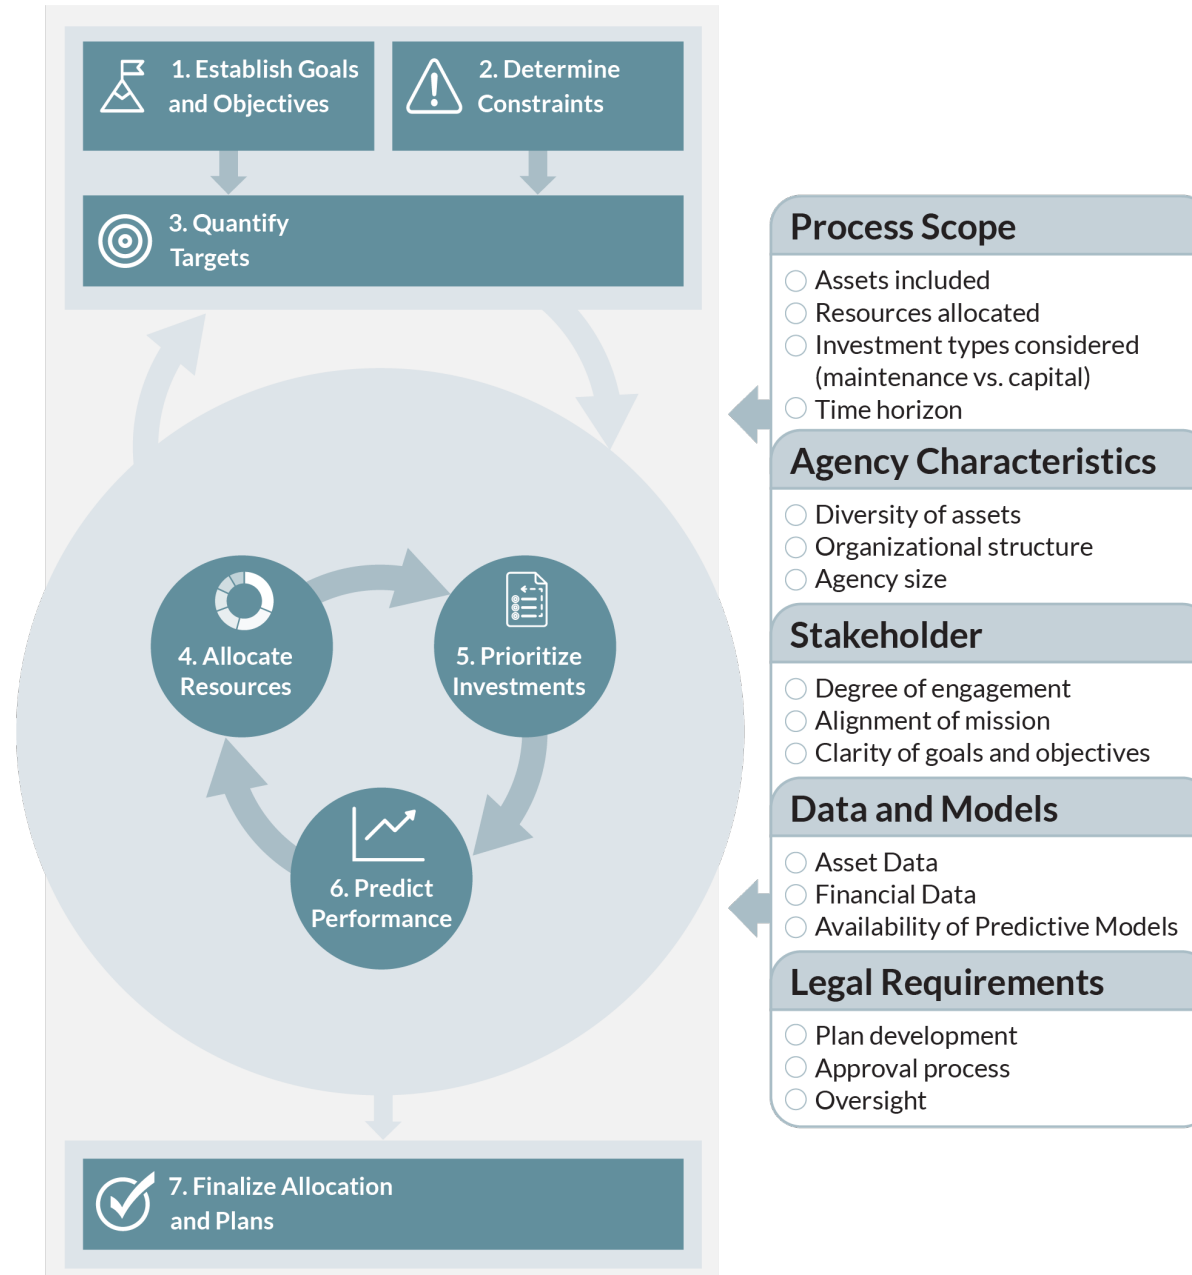 1. Establish Goals
and Objectives
2. Determine
Constraints
3. Quantify
Targets
4. Allocate
Resources
5. Prioritize
Investments
6. Predict
Performance
7. Finalize Allocation
and Plans
Process Scope
Assets included
Resources allocated
Investment types considered
(maintenance vs. capital)
Time horizon
Agency Characteristics
Diversity of assets
Organizational structure
Agency size
Stakeholder
Degree of engagement
Alignment of mission
Clarity of goals and objectives
Data and Models
Asset Data
Financial Data
Availability of Predictive Models
Legal Requirements
Plan development
Approval process
Oversight